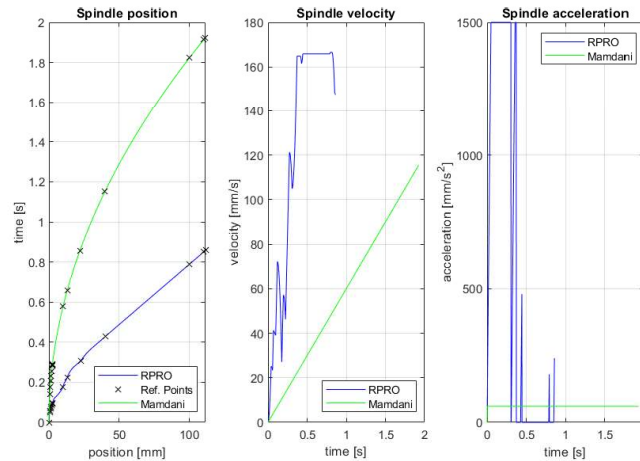 Spindle position
2
1.8
1.6
1.4
1.2
1
0.8
0.6
0.4
0.2
0
time [s]
0 50 100
position [mm]
RPRO
Ref. Points
Mamdani
Spindle velocity
180
160
140
120
100
80
60
40
20
0
velocity [mm/s]
0 0.5 1 1.5 2
time [s]
RPRO
Mamdani
Spindle acceleration
1500
1000
500
0
acceleration [mm/s²]
0 0.5 1 1.5
time [s]
RPRO
Mamdani